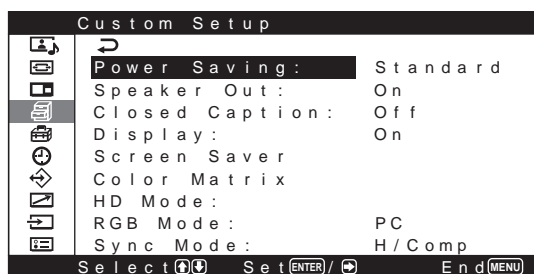 Custom Setup
Power Saving: Standard
Speaker Out: On
Closed Caption: Off
Display: On
Screen Saver
Color Matrix
HD Mode:
RGB Mode: PC
Sync Mode: H/Comp
Select Set ENTER / End MENU